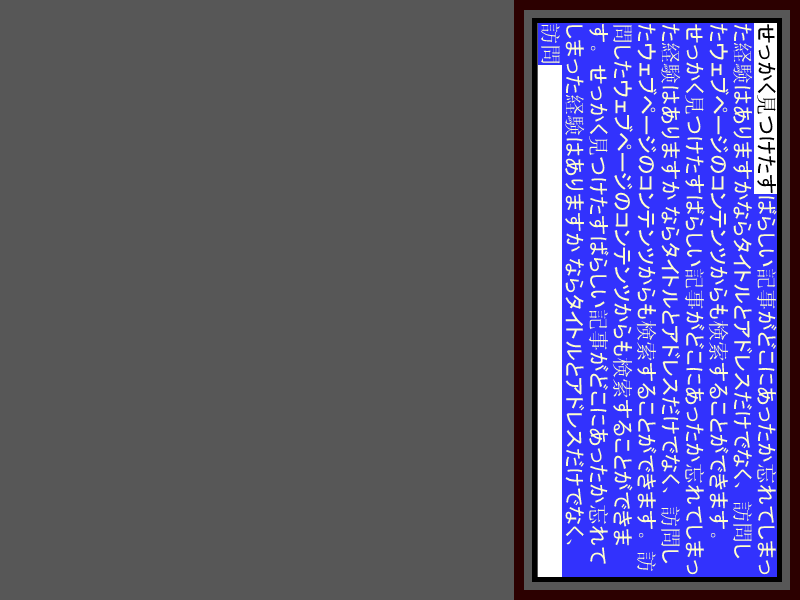 せっかく見つけたすばらしい記事がどこにあったか忘れてしまっ
た経験はありますかならタイトルとアドレスだけでなく、訪問し
たウェブページのコンテンツからも検索することができます。
せっかく見つけたすばらしい記事がどこにあったか忘れてしまっ
た経験はありますかならタイトルとアドレスだけでなく、訪問し
たウェブページのコンテンツからも検索することができます。訪
問したウェブページのコンテンツからも検索することができま
す。せっかく見つけたすばらしい記事がどこにあったか忘れて
しまった経験はありますかならタイトルとアドレスだけでなく、
訪問